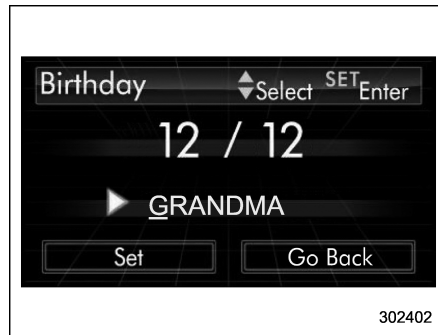 Birthday Select SET Enter
12 / 12
GRANDMA
Set Go Back
302402